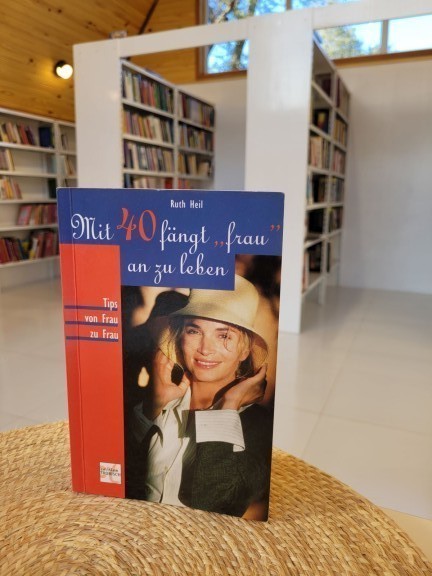 Ruth Heil
Mit 40 fängt „frau"
an zu leben
Tips
von Frau
zu Frau